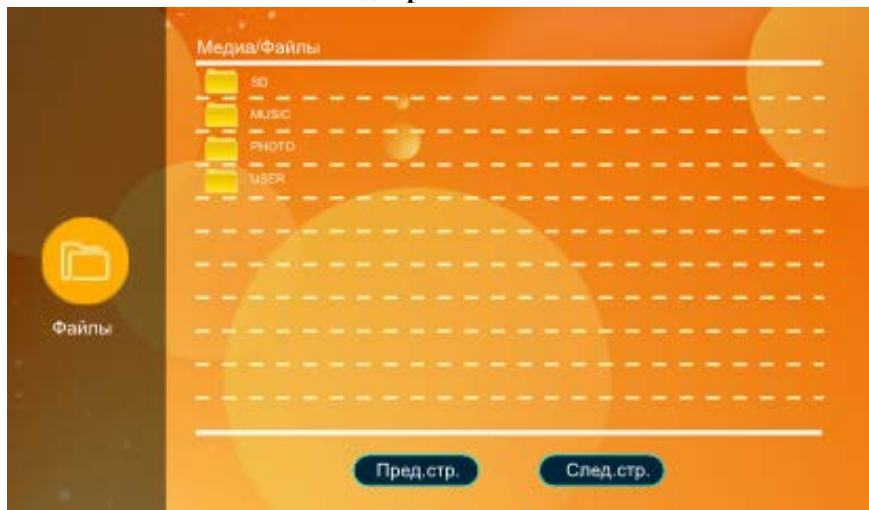 Медиа/Файлы
SD
MUSIC
PHOTO
USER
Файлы
Пред.стр.
След.стр.